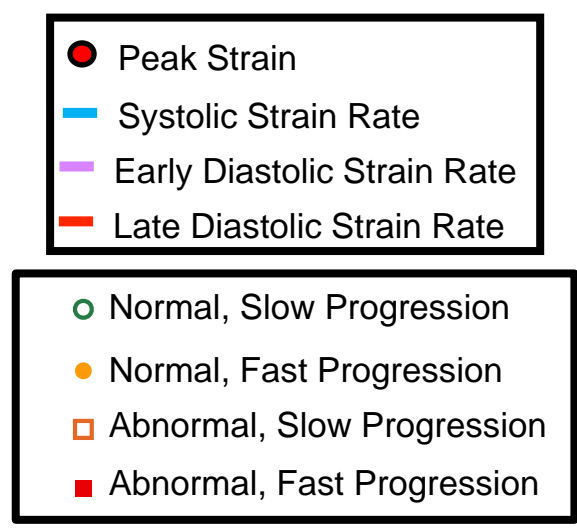 Peak Strain
Systolic Strain Rate
Early Diastolic Strain Rate
Late Diastolic Strain Rate
Normal, Slow Progression
Normal, Fast Progression
Abnormal, Slow Progression
Abnormal, Fast Progression